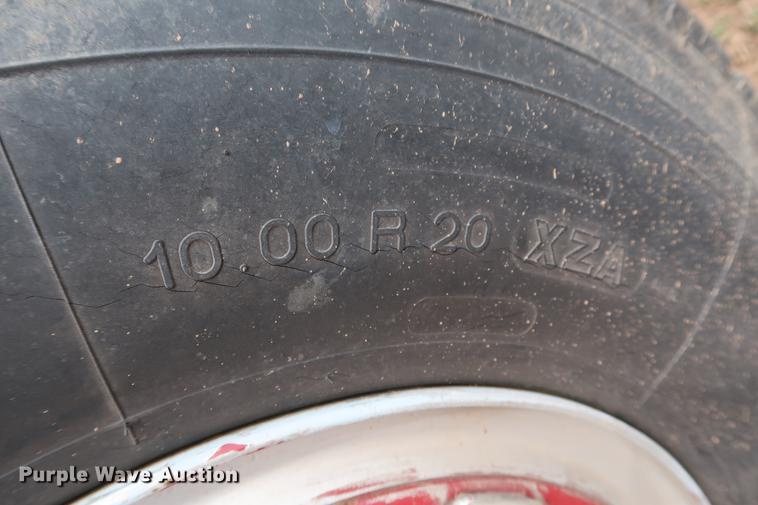 10.00 R 20 XZA
Purple Wave Auction